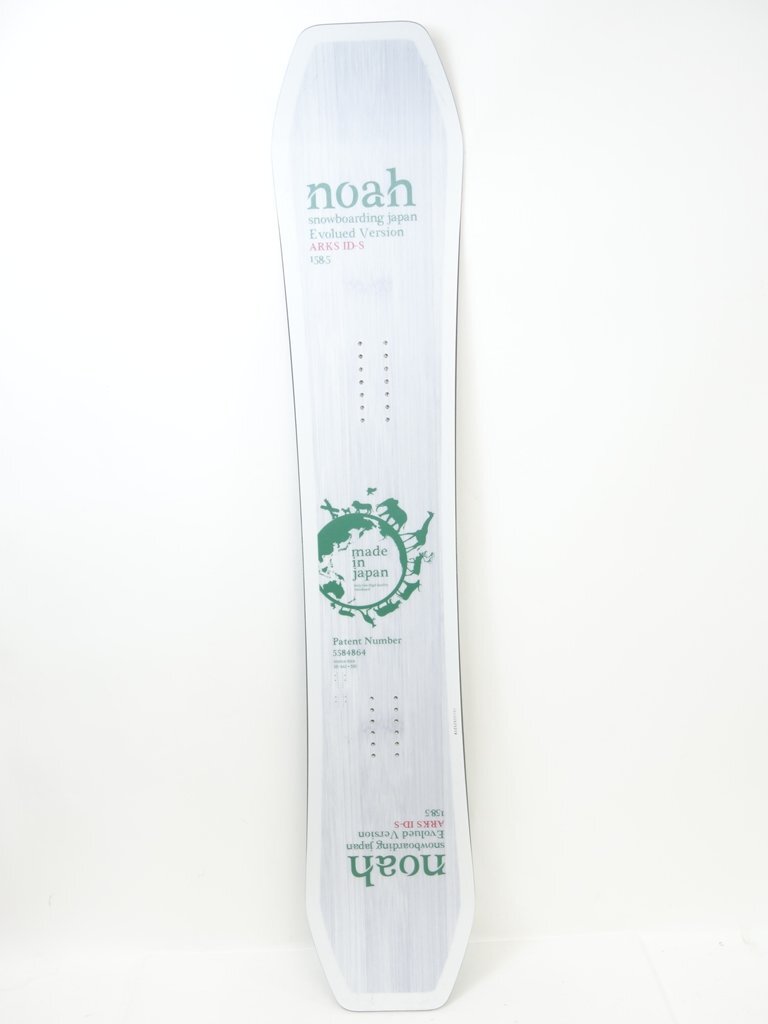 noah
snowboarding japan
Evolued Version
ARKS ID-S
158.5
made
in
japan
Patent Number
5584864
158.5
ARKS ID-S
Evolued Version
snowboarding japan
noah